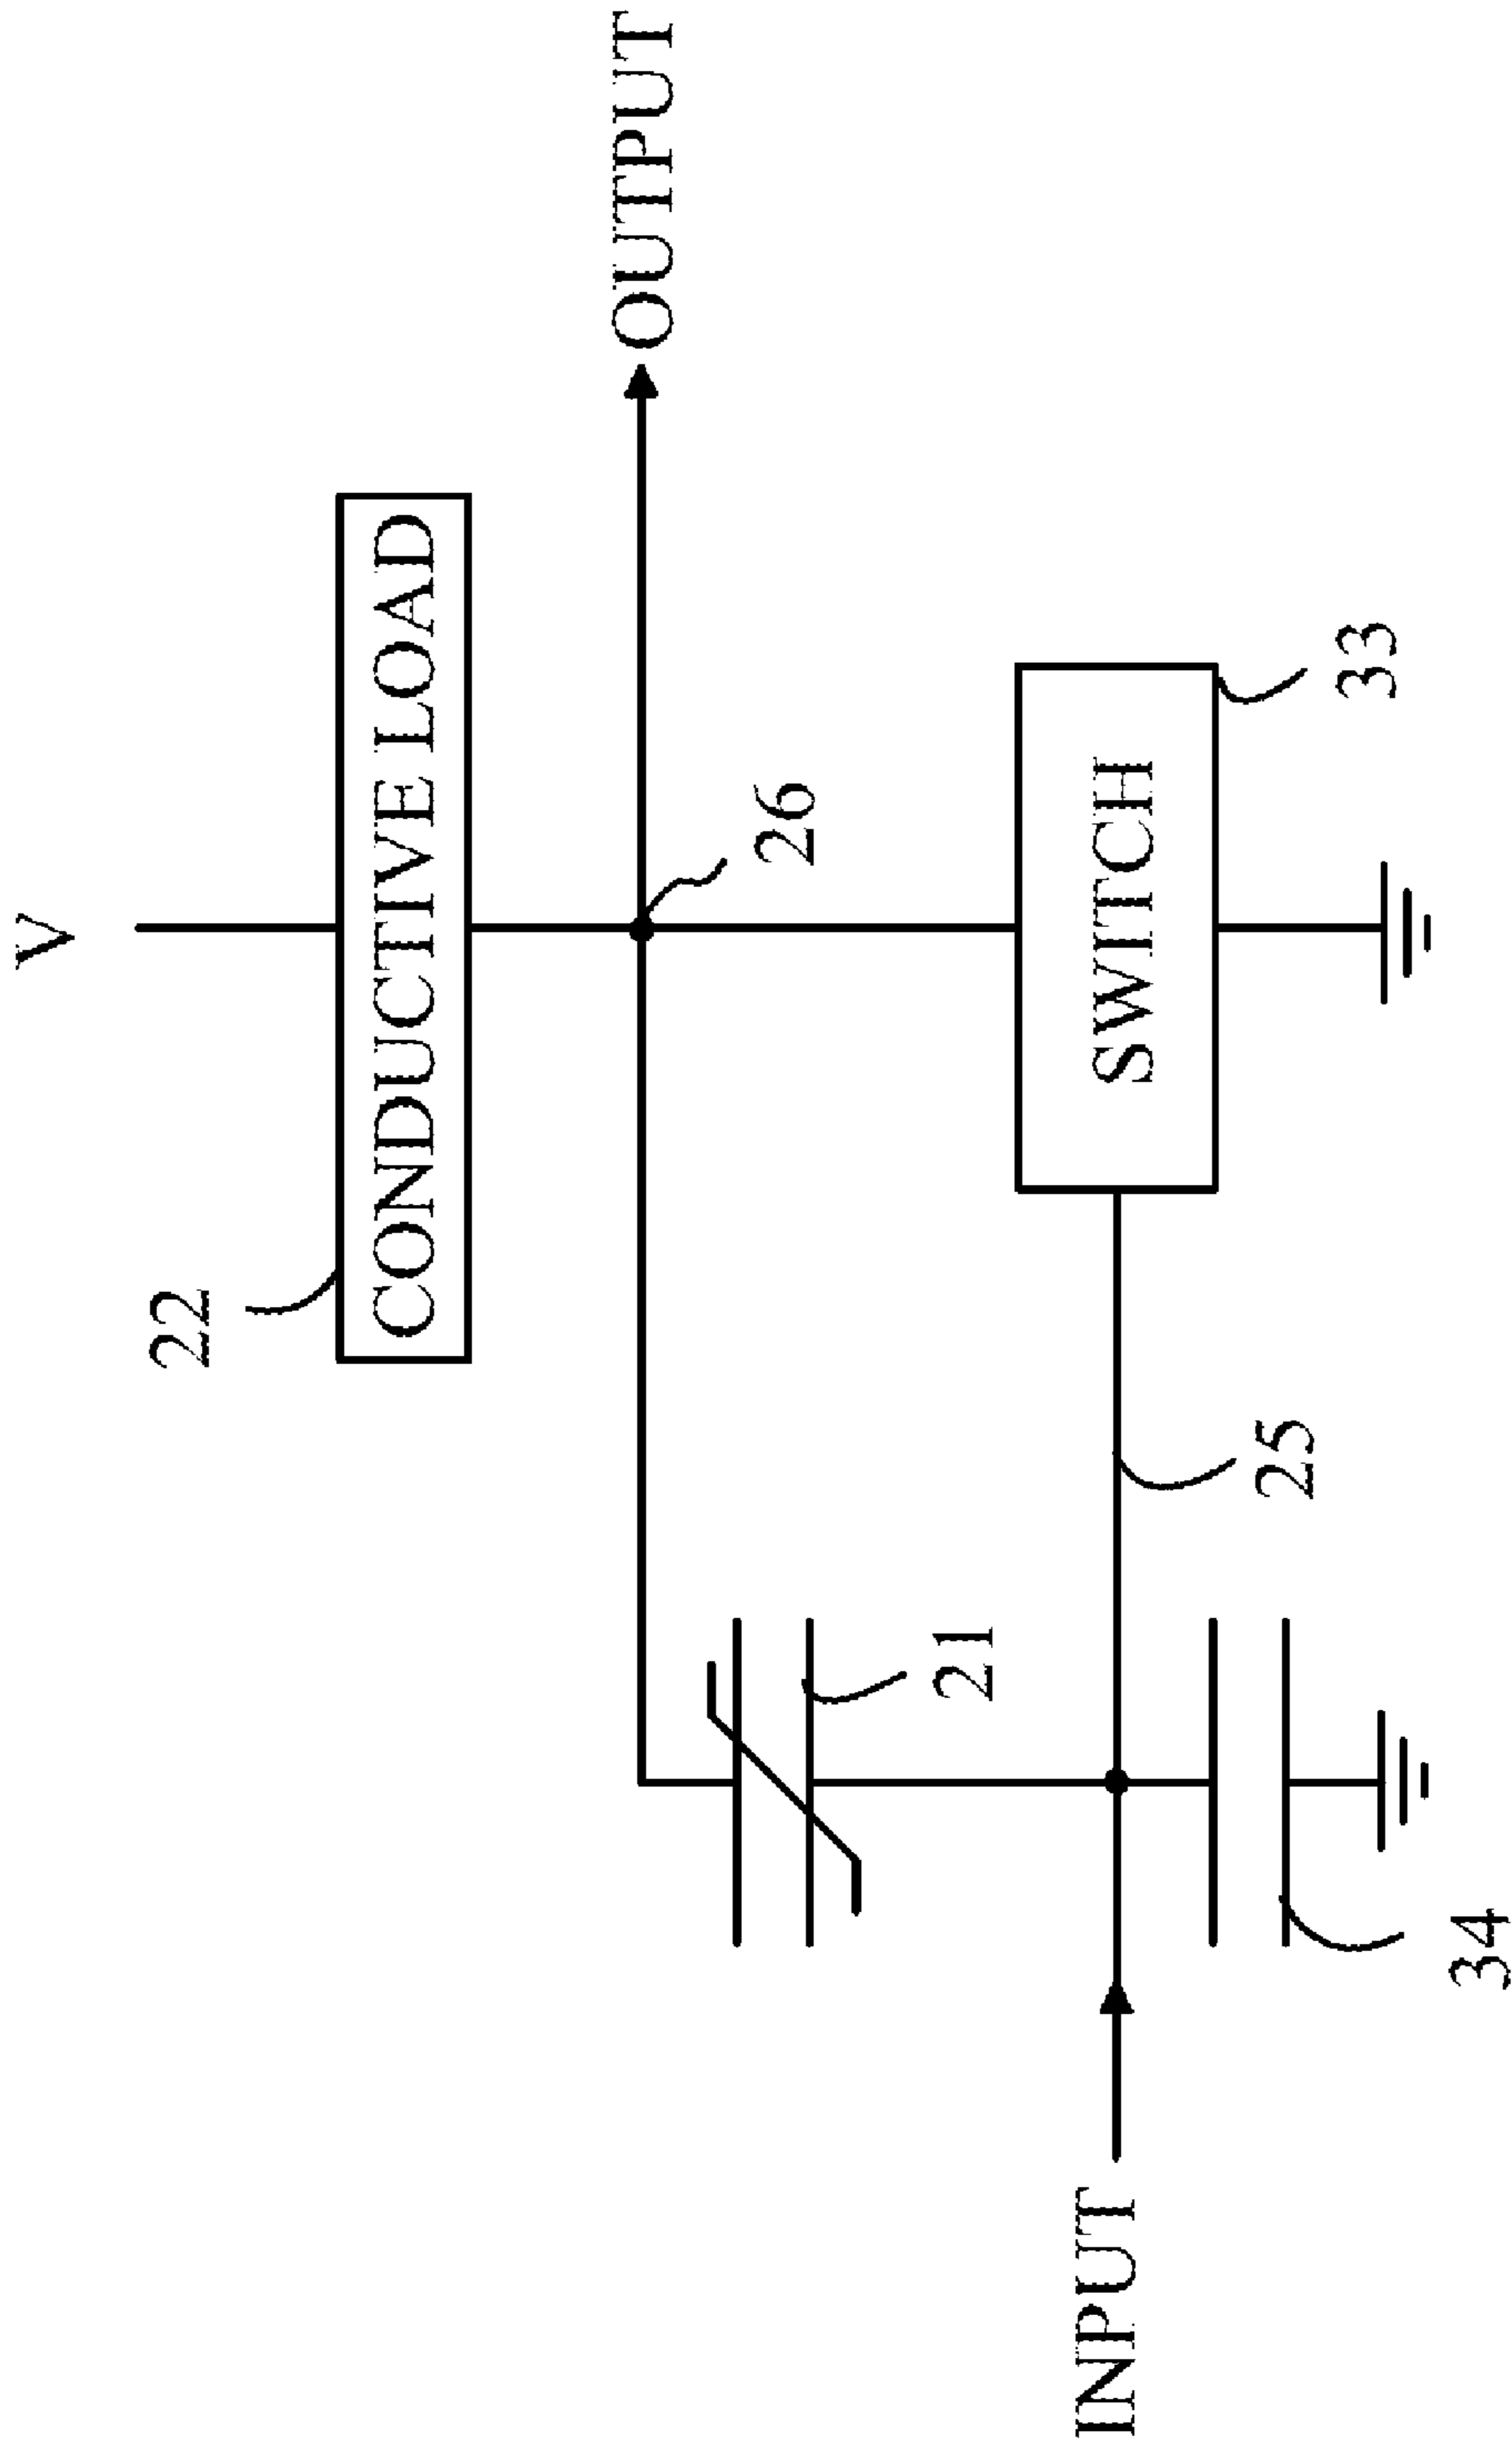 V
22
CONDUCTIVE LOAD
OUTPUT
26
21
SWITCH
33
25
INPUT
34